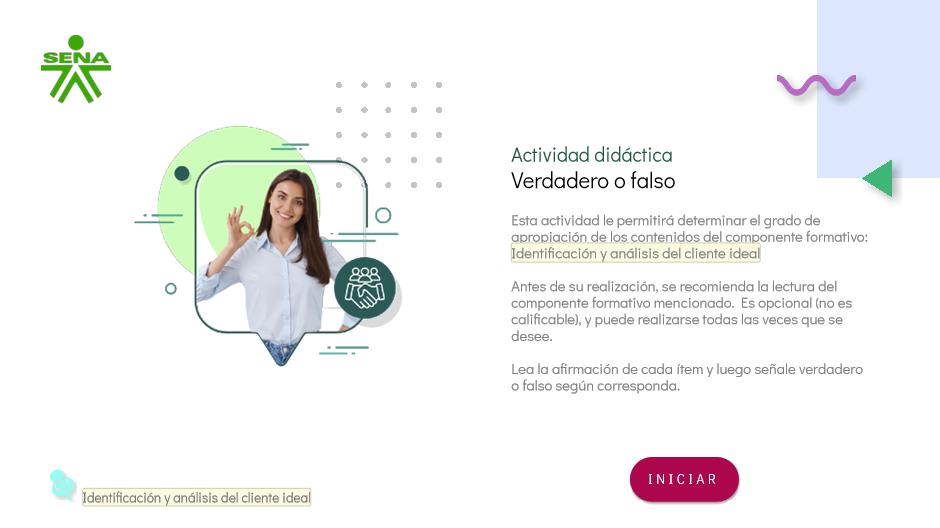 SENA
Actividad didáctica
Verdadero o falso
Esta actividad le permitirá determinar el grado de
apropiación de los contenidos del componente formativo:
Identificación y análisis del cliente ideal
Antes de su realización, se recomienda la lectura del
componente formativo mencionado. Es opcional (no es
calificable), y puede realizarse todas las veces que se
desee.
Lea la afirmación de cada ítem y luego señale verdadero
o falso según corresponda.
INICIAR
Identificación y análisis del cliente ideal